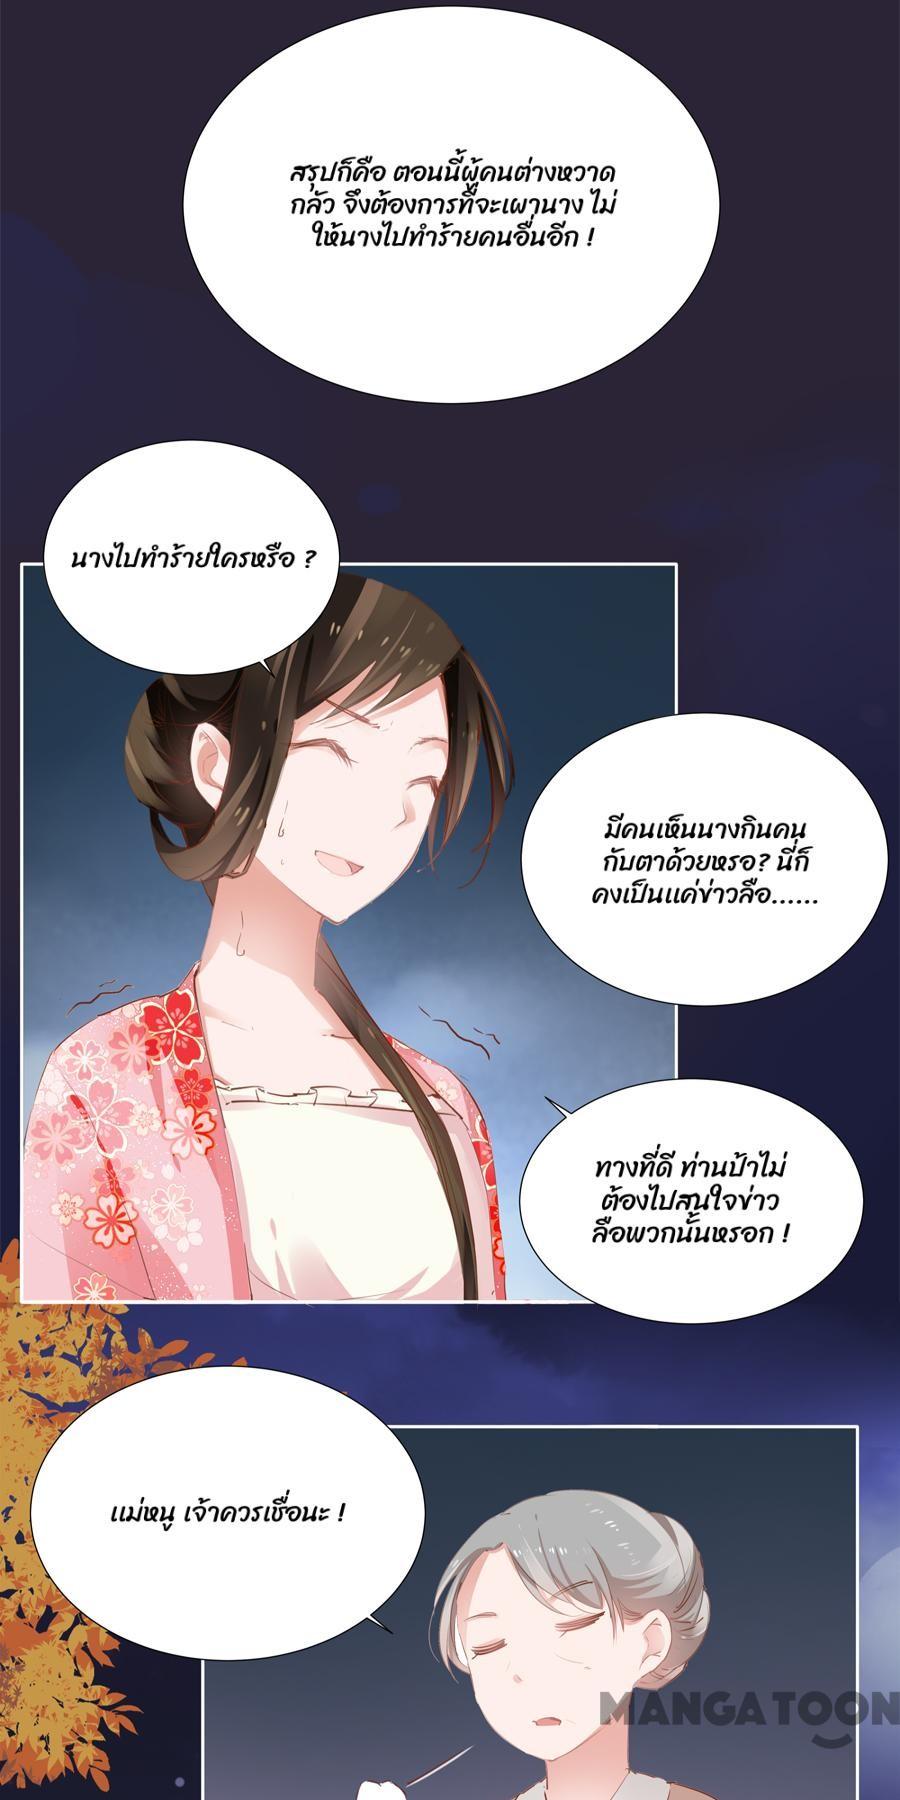 สรุปก็คือ ตอนนี้ผู้คนต่างหวาด
กลัว จึงต้องการที่จะเผานาง ไม่
ให้นางไปทำร้ายคนอื่นอีก !
นางไปทำร้ายใครหรือ ?
มีคนเห็นนางกินคน
กับตาด้วยหรอ? นี่ก็
คงเป็นแค่ข่าวลือ......
ทางที่ดี ท่านป้าไม่
ต้องไปสนใจข่าว
ลือพวกนั้นหรอก !
แม่หนู เจ้าควรเชื่อนะ !
MANGATOON